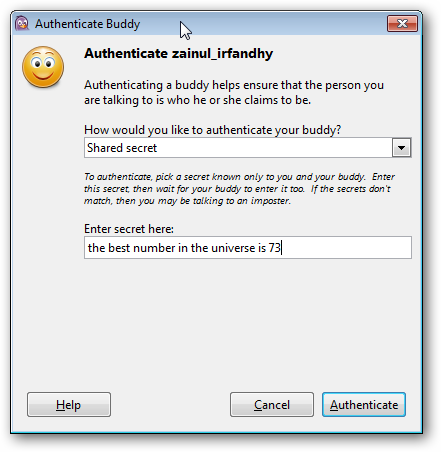 Authenticate Buddy
Authenticate zainul_irfandhy
Authenticating a buddy helps ensure that the person you
are talking to is who he or she claims to be.
How would you like to authenticate your buddy?
Shared secret
To authenticate, pick a secret known only to you and your buddy. Enter
this secret, then wait for your buddy to enter it too. If the secrets don't
match, then you may be talking to an imposter.
Enter secret here:
the best number in the universe is 73
Help Cancel Authenticate